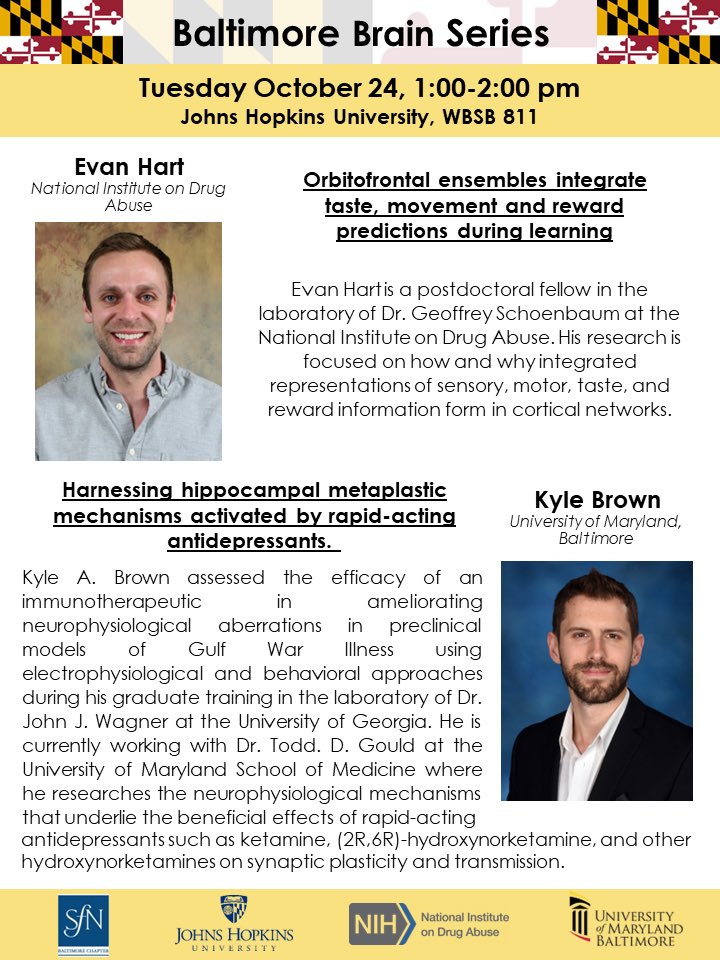 Baltimore Brain Series
Tuesday October 24, 1:00-2:00 pm
Johns Hopkins University, WBSB 811
Evan Hart
National Institute on Drug
Abuse
Orbitofrontal ensembles integrate
taste, movement and reward
predictions during learning
Evan Hart is a postdoctoral fellow in the
laboratory of Dr. Geoffrey Schoenbaum at the
National Institute on Drug Abuse. His research is
focused on how and why integrated
representations of sensory, motor, taste, and
reward information form in cortical networks.
Harnessing hippocampal metaplastic
mechanisms activated by rapid-acting
antidepressants.
Kyle Brown
University of Maryland,
Baltimore
Kyle A. Brown assessed the efficacy of an
immunotherapeutic in ameliorating
neurophysiological aberrations in preclinical
models of Gulf War Illness using
electrophysiological and behavioral approaches
during his graduate training in the laboratory of Dr.
John J. Wagner at the University of Georgia. He is
currently working with Dr. Todd. D. Gould at the
University of Maryland School of Medicine where
he researches the neurophysiological mechanisms
that underlie the beneficial effects of rapid-acting
antidepressants such as ketamine, (2R,6R)-hydroxynorketamine, and other
hydroxynorketamines on synaptic plasticity and transmission.
SfN
BALTIMORE CHAPTER
JOHNS HOPKINS
UNIVERSITY
NIH
National Institute
on Drug Abuse
UNIVERSITY
of MARYLAND
BALTIMORE